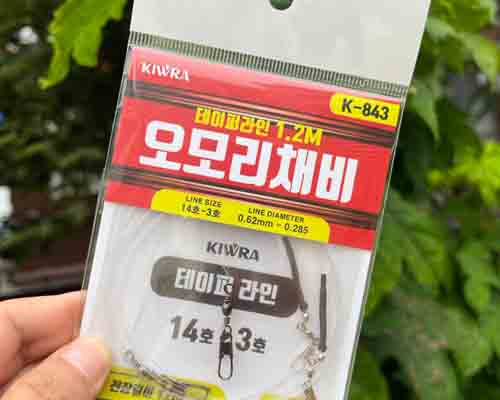 KIWRA
K-843
테이퍼라인 1.2M
오모리채비
LINE SIZE
14호-3호
LINE DIAMETER
0.62mm - 0.285
KIWRA
테이퍼 라인
14호 3호